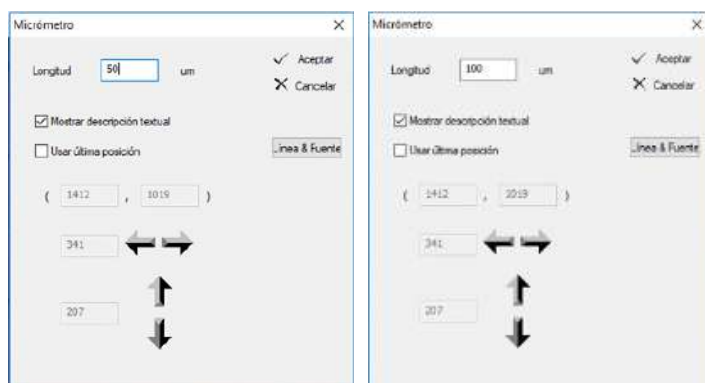 Micrómetro
Longitud 50 um
Aceptar
Cancelar
Mostrar descripción textual
Usar última posición
Línea & Fuente
( 1412 , 1019 )
341
207
Micrómetro
Longitud 100 um
Aceptar
Cancelar
Mostrar descripción textual
Usar última posición
Línea & Fuente
( 1412 , 2019 )
341
207